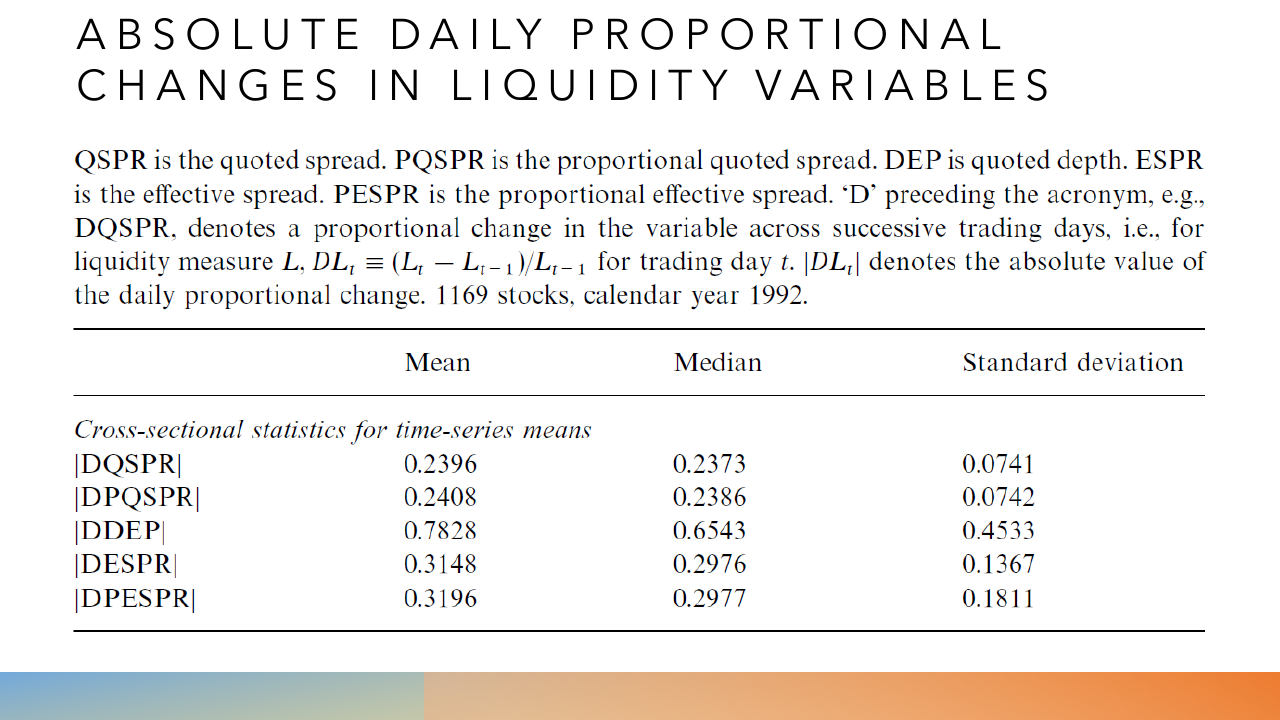 ABSOLUTE DAILY PROPORTIONAL
CHANGES IN LIQUIDITY VARIABLES
QSPR is the quoted spread. PQSPR is the proportional quoted spread. DEP is quoted depth. ESPR
is the effective spread. PESPR is the proportional effective spread. ‘D’ preceding the acronym, e.g.,
DQSPR, denotes a proportional change in the variable across successive trading days, i.e., for
liquidity measure L, DLₜ ≡ (Lₜ − Lₜ₋₁)/Lₜ₋₁ for trading day t. |DLₜ| denotes the absolute value of
the daily proportional change. 1169 stocks, calendar year 1992.
Mean Median Standard deviation
Cross-sectional statistics for time-series means
|DQSPR| 0.2396 0.2373 0.0741
|DPQSPR| 0.2408 0.2386 0.0742
|DDEP| 0.7828 0.6543 0.4533
|DESPR| 0.3148 0.2976 0.1367
|DPESPR| 0.3196 0.2977 0.1811